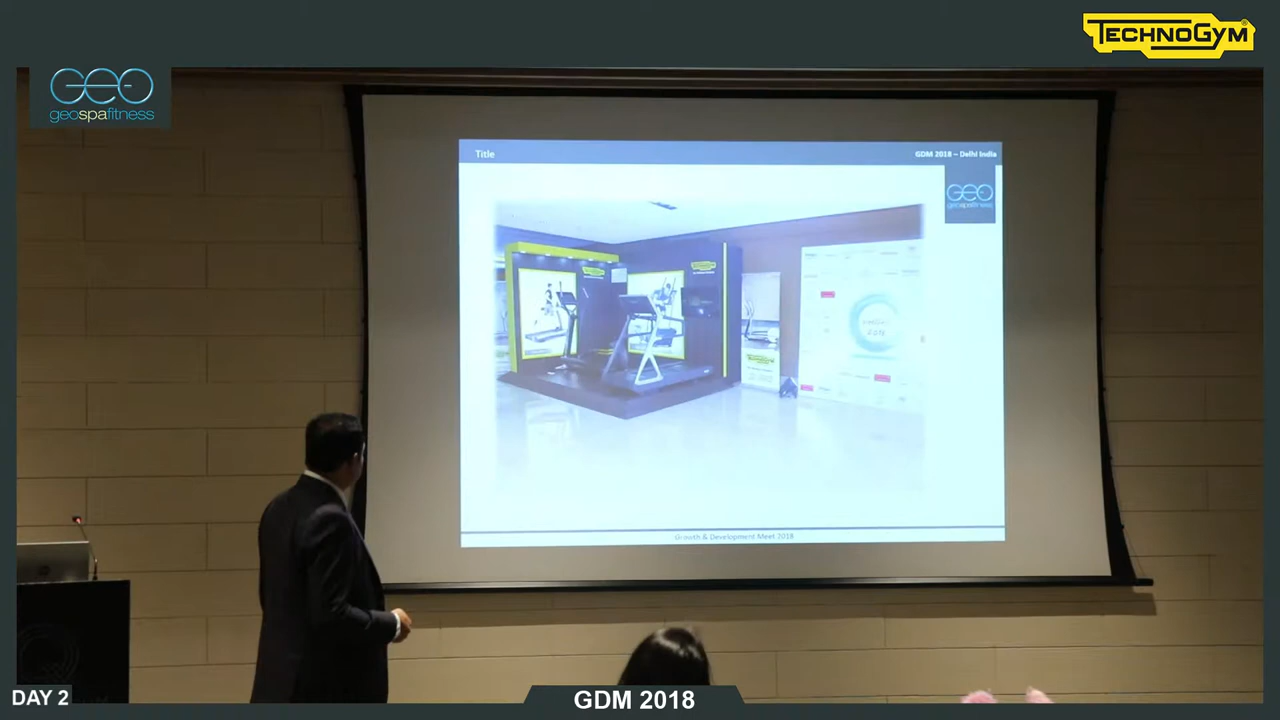 TECHNOGYM
GEO
geospafitness
Title
GDM 2018 – Delhi India
GEO
geospafitness
Growth & Development Meet 2018
DAY 2
GDM 2018